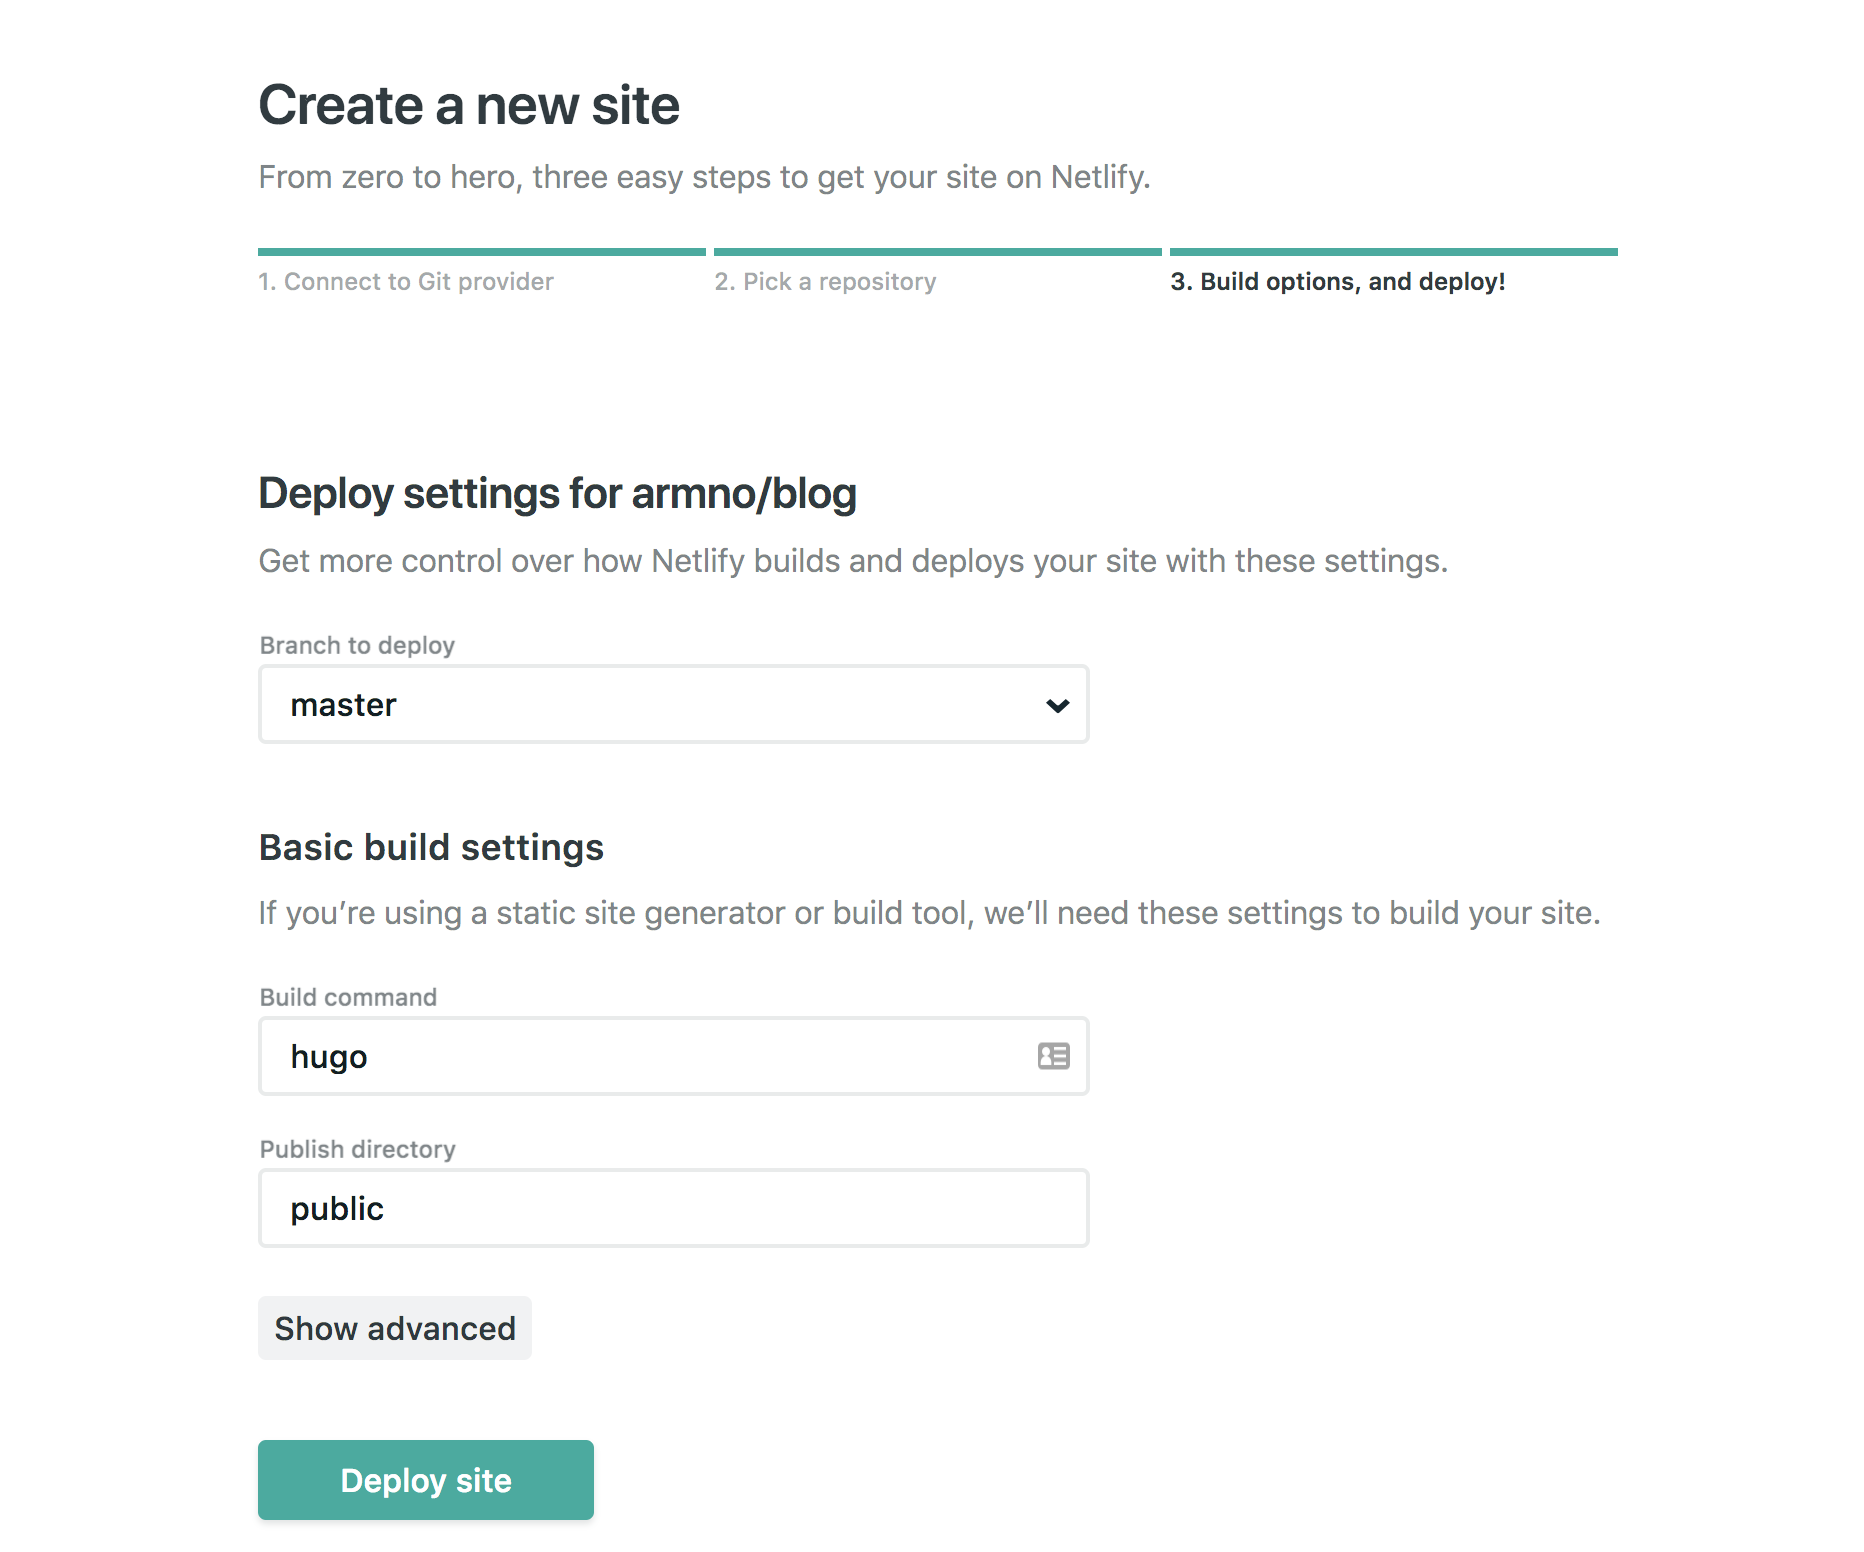 Create a new site
From zero to hero, three easy steps to get your site on Netlify.
1. Connect to Git provider
2. Pick a repository
3. Build options, and deploy!
Deploy settings for armno/blog
Get more control over how Netlify builds and deploys your site with these settings.
Branch to deploy
master
Basic build settings
If you’re using a static site generator or build tool, we’ll need these settings to build your site.
Build command
hugo
Publish directory
public
Show advanced
Deploy site